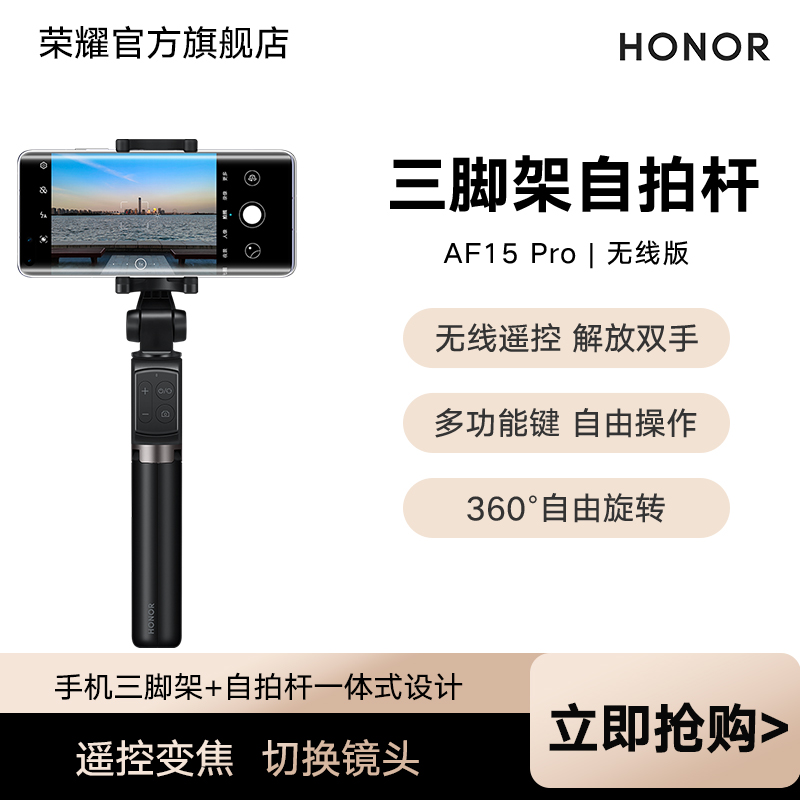 荣耀官方旗舰店
HONOR
三脚架自拍杆
AF15 Pro | 无线版
无线遥控 解放双手
多功能键 自由操作
360°自由旋转
HONOR
手机三脚架+自拍杆一体式设计
立即抢购>
遥控变焦 切换镜头